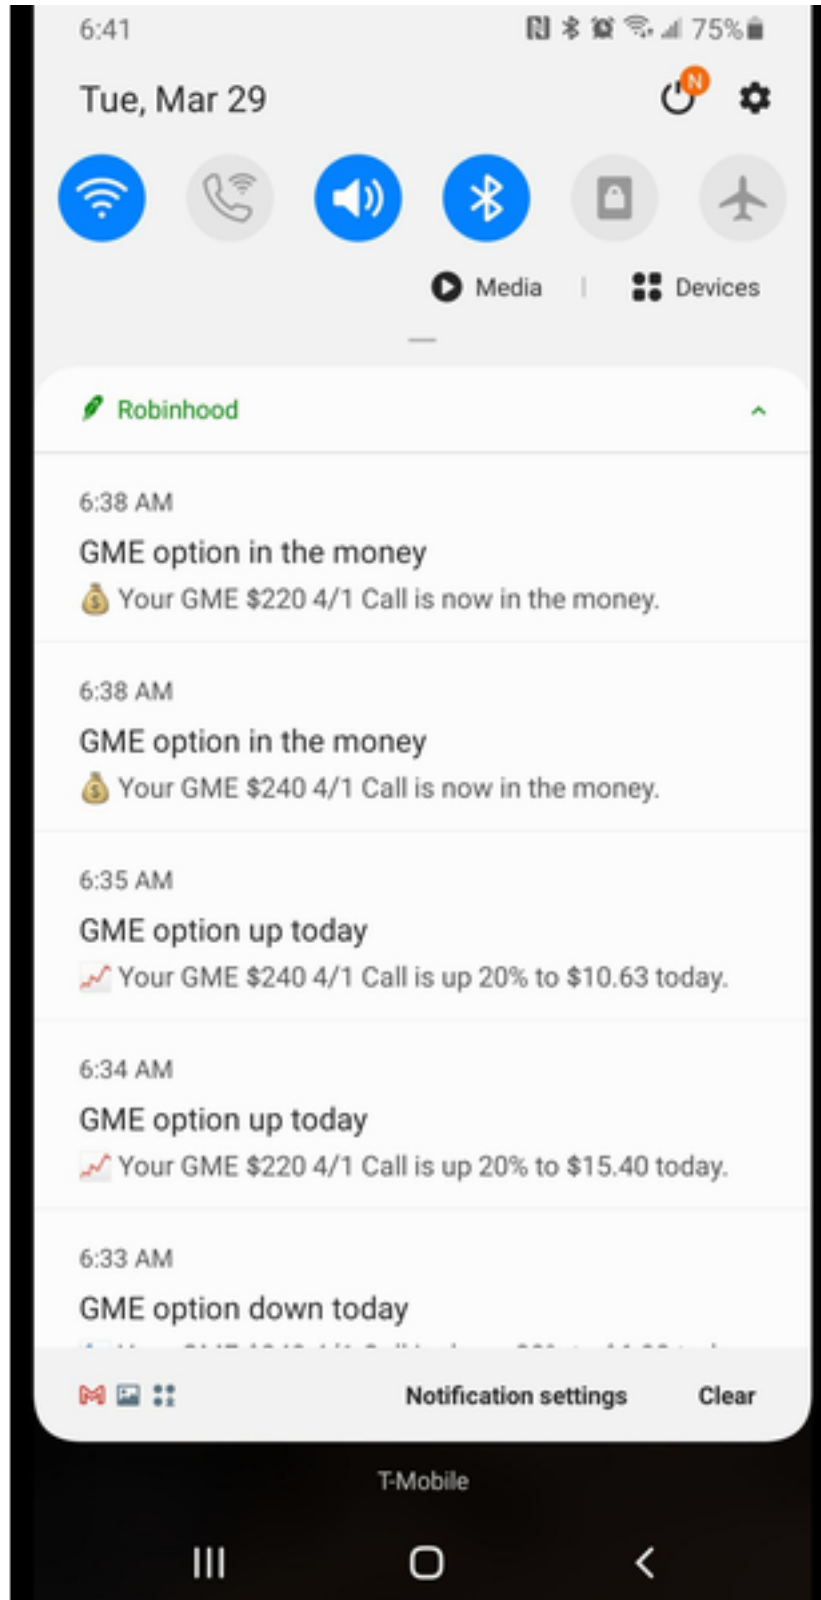 6:41
75%
Tue, Mar 29
N
Media | Devices
Robinhood
6:38 AM
GME option in the money
💰 Your GME $220 4/1 Call is now in the money.
6:38 AM
GME option in the money
💰 Your GME $240 4/1 Call is now in the money.
6:35 AM
GME option up today
📈 Your GME $240 4/1 Call is up 20% to $10.63 today.
6:34 AM
GME option up today
📈 Your GME $220 4/1 Call is up 20% to $15.40 today.
6:33 AM
GME option down today
Notification settings Clear
T-Mobile